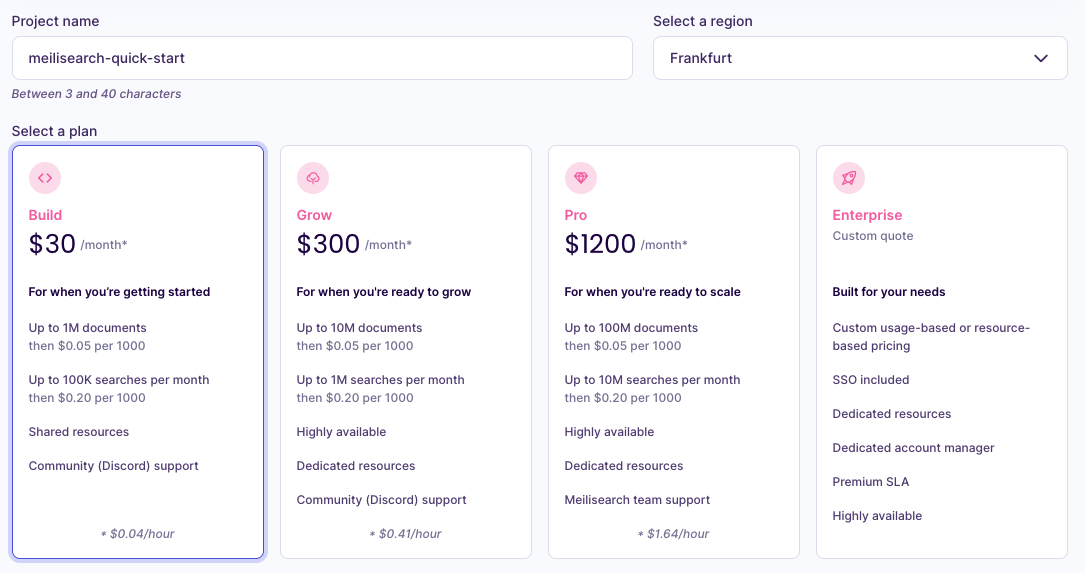 Project name
meilisearch-quick-start
Between 3 and 40 characters
Select a region
Frankfurt
Select a plan
Build
$30 /month*
For when you're getting started
Up to 1M documents
then $0.05 per 1000
Up to 100K searches per month
then $0.20 per 1000
Shared resources
Community (Discord) support
* $0.04/hour
Grow
$300 /month*
For when you're ready to grow
Up to 10M documents
then $0.05 per 1000
Up to 1M searches per month
then $0.20 per 1000
Highly available
Dedicated resources
Community (Discord) support
* $0.41/hour
Pro
$1200 /month*
For when you're ready to scale
Up to 100M documents
then $0.05 per 1000
Up to 10M searches per month
then $0.20 per 1000
Highly available
Dedicated resources
Meilisearch team support
* $1.64/hour
Enterprise
Custom quote
Built for your needs
Custom usage-based or resource-
based pricing
SSO included
Dedicated resources
Dedicated account manager
Premium SLA
Highly available